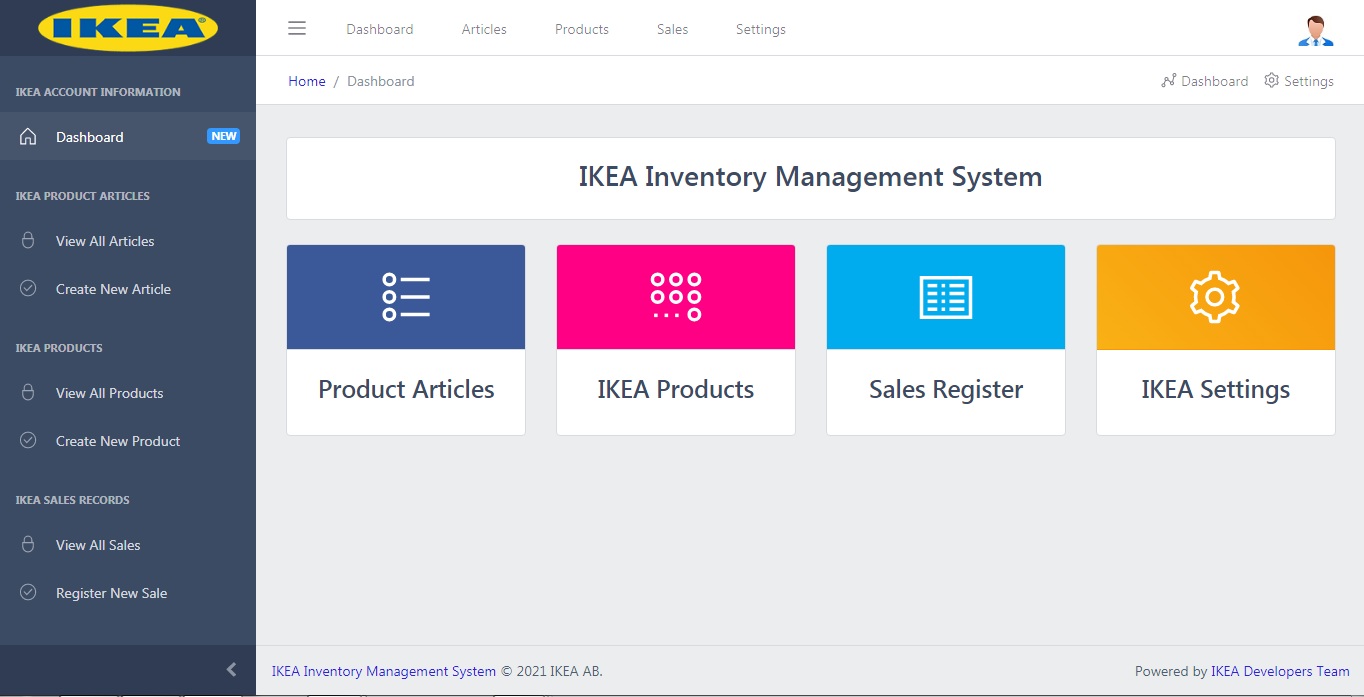 IKEA®
Dashboard
Articles
Products
Sales
Settings
Home / Dashboard
Dashboard
Settings
IKEA ACCOUNT INFORMATION
Dashboard NEW
IKEA PRODUCT ARTICLES
View All Articles
Create New Article
IKEA PRODUCTS
View All Products
Create New Product
IKEA SALES RECORDS
View All Sales
Register New Sale
IKEA Inventory Management System
Product Articles
IKEA Products
Sales Register
IKEA Settings
IKEA Inventory Management System © 2021 IKEA AB.
Powered by IKEA Developers Team